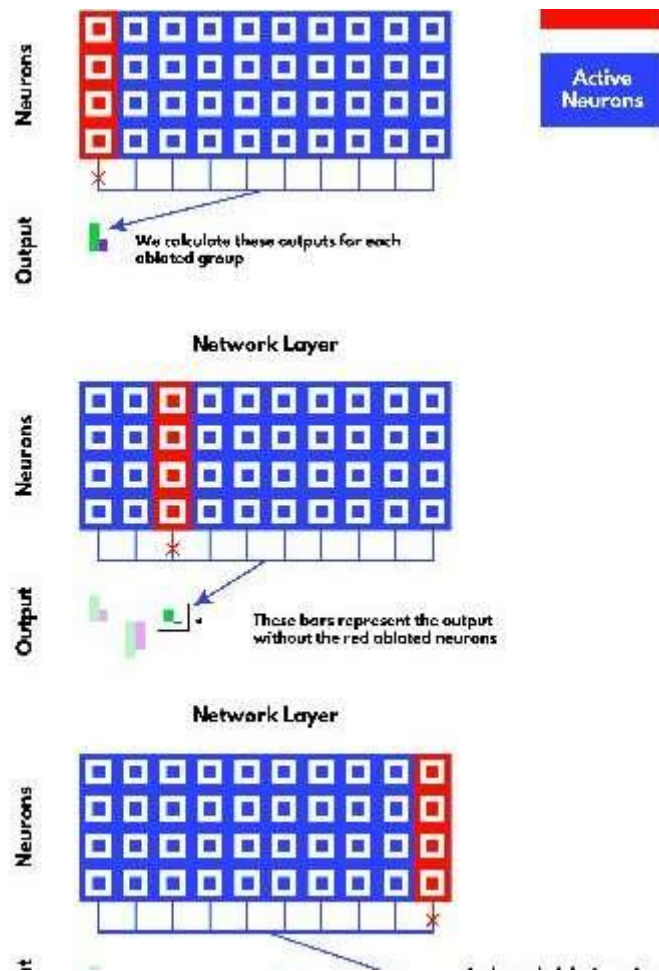 Neurons
Active
Neurons
Output
We calculate these outputs for each
ablated group
Network Layer
Neurons
Output
These bars represent the output
without the red ablated neurons
Network Layer
Neurons